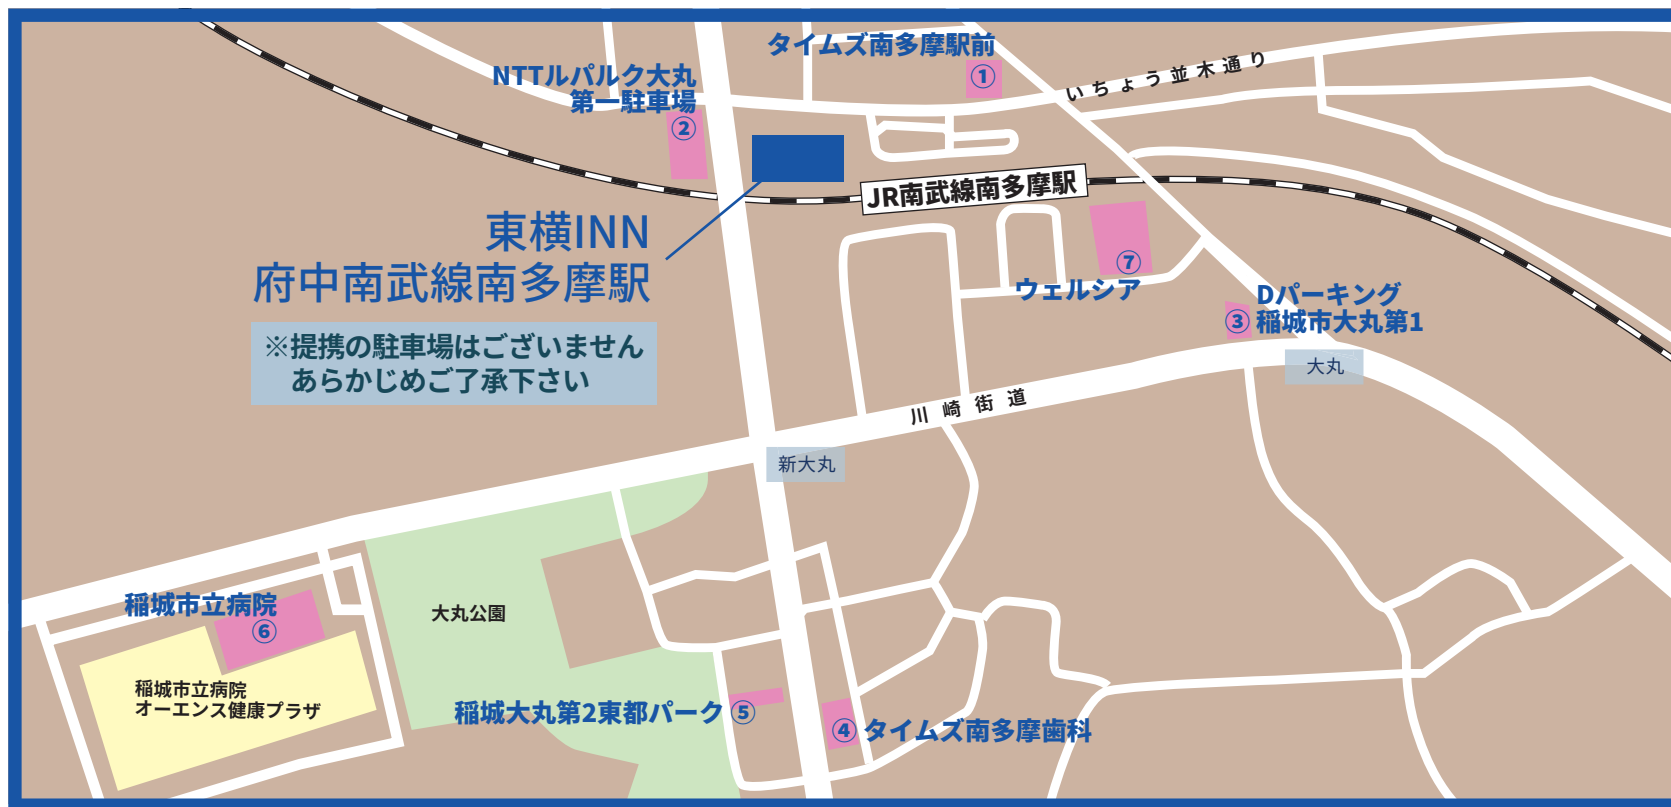 タイムズ南多摩駅前
①
いちょう並木通り
NTTルパルク大丸
第一駐車場
②
JR南武線南多摩駅
東横INN
府中南武線南多摩駅
※提携の駐車場はございません
あらかじめご了承下さい
⑦
ウェルシア
Dパーキング
③ 稲城市大丸第1
大丸
川崎街道
新大丸
稲城市立病院
⑥
大丸公園
稲城市立病院
オーエンス健康プラザ
稲城大丸第2東都パーク ⑤
④ タイムズ南多摩歯科